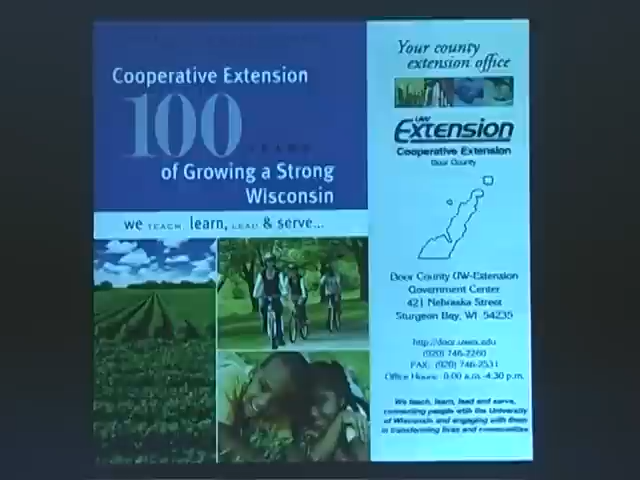 Cooperative Extension
100
YEARS
of Growing a Strong
Wisconsin
we TEACH, learn, LEAD & serve...
Your county
extension office
UW
Extension
Cooperative Extension
Door County
Door County UW-Extension
Government Center
421 Nebraska Street
Sturgeon Bay, WI 54235
http://door.uwex.edu
(920) 746-2260
FAX: (920) 746-2531
Office Hours: a.m.-4:30 p.m.
We teach, learn, lead and serve,
connecting people with the University
of Wisconsin and engaging with them
in transforming lives and communities.